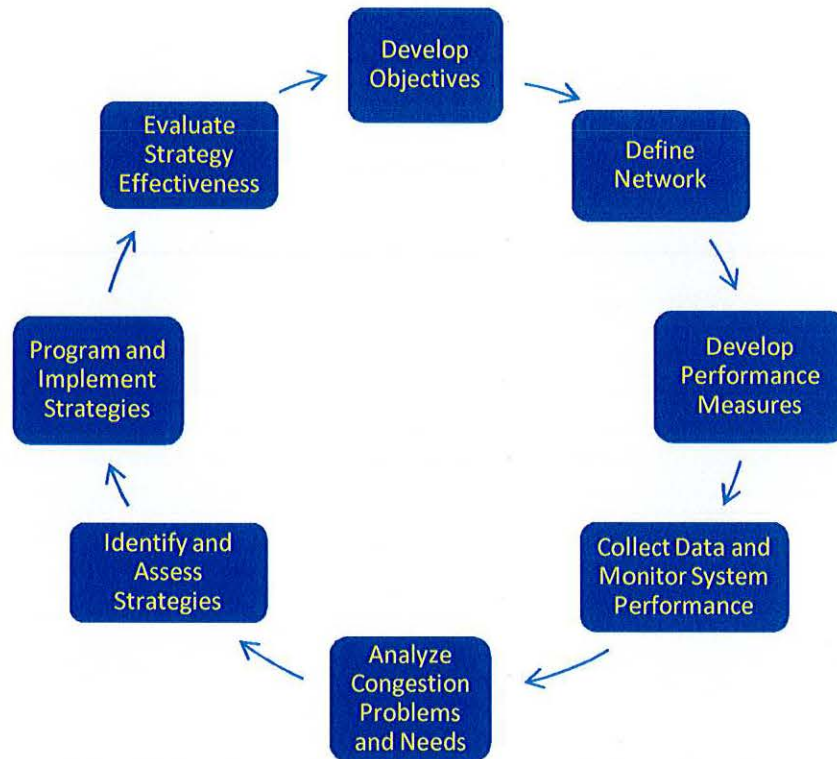 Develop
Objectives
Define
Network
Develop
Performance
Measures
Collect Data and
Monitor System
Performance
Analyze
Congestion
Problems
and Needs
Identify and
Assess
Strategies
Program and
Implement
Strategies
Evaluate
Strategy
Effectiveness